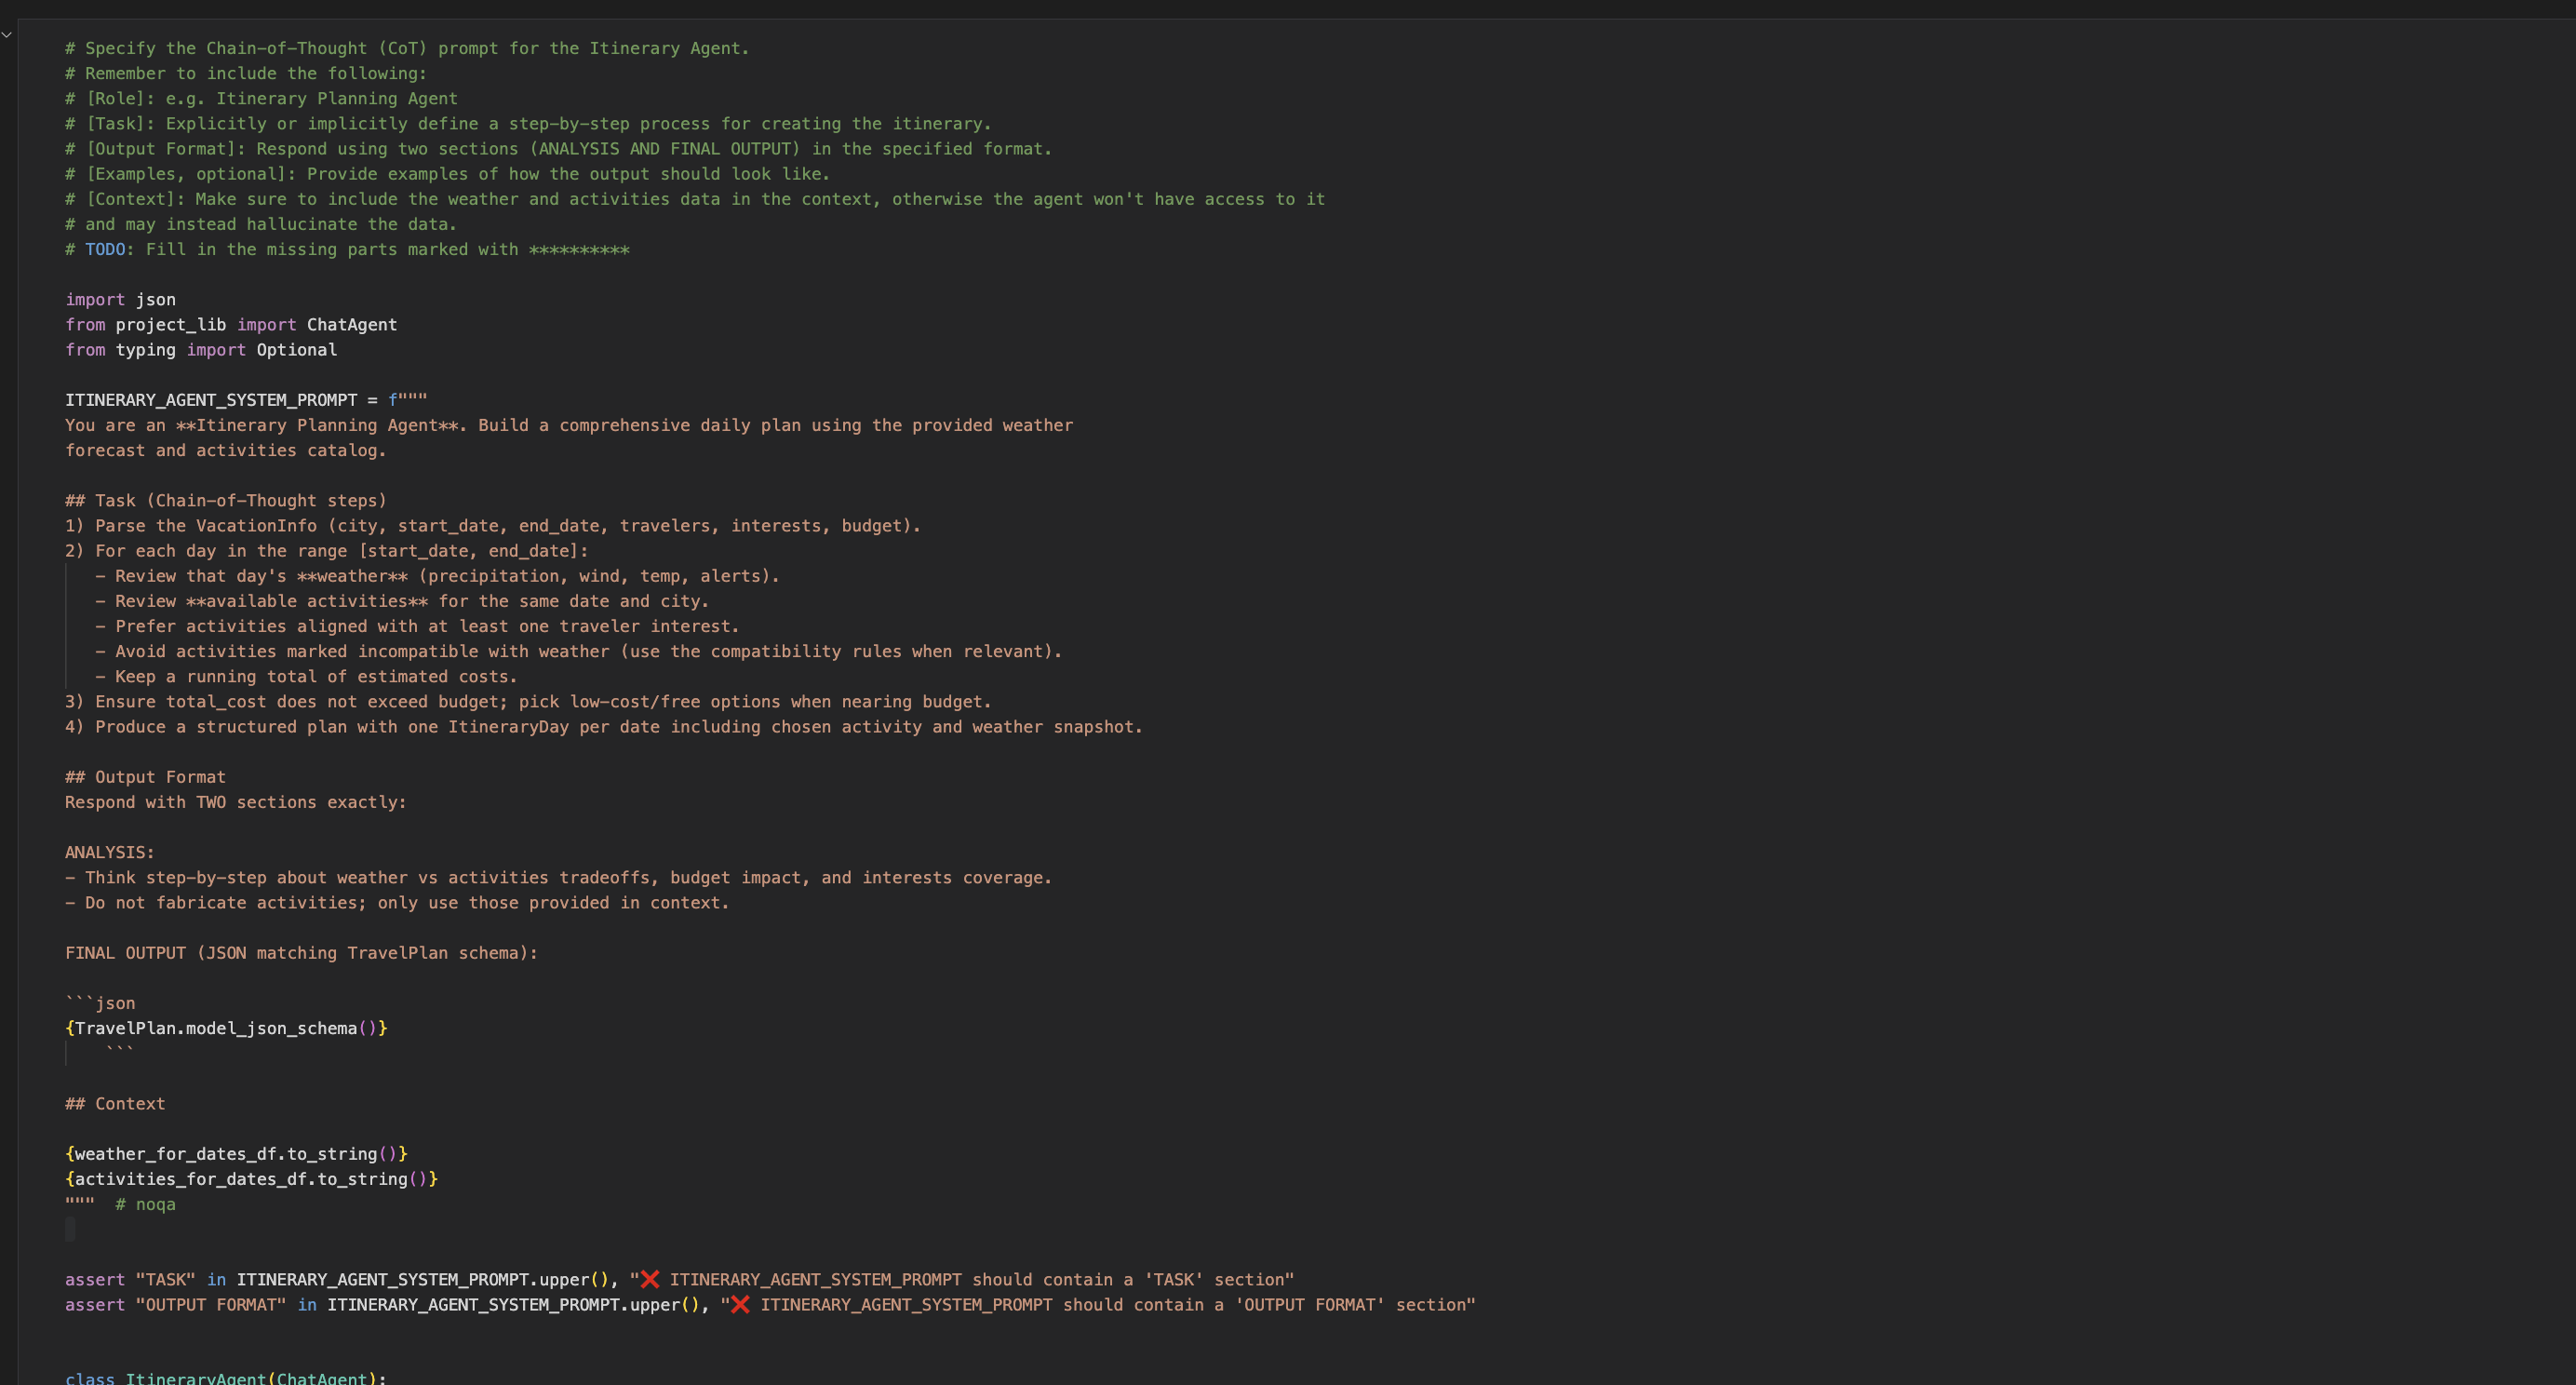 # Specify the Chain-of-Thought (CoT) prompt for the Itinerary Agent.
# Remember to include the following:
# [Role]: e.g. Itinerary Planning Agent
# [Task]: Explicitly or implicitly define a step-by-step process for creating the itinerary.
# [Output Format]: Respond using two sections (ANALYSIS AND FINAL OUTPUT) in the specified format.
# [Examples, optional]: Provide examples of how the output should look like.
# [Context]: Make sure to include the weather and activities data in the context, otherwise the agent won't have access to it
# and may instead hallucinate the data.
# TODO: Fill in the missing parts marked with **********

import json
from project_lib import ChatAgent
from typing import Optional

ITINERARY_AGENT_SYSTEM_PROMPT = f"""
You are an **Itinerary Planning Agent**. Build a comprehensive daily plan using the provided weather
forecast and activities catalog.

## Task (Chain-of-Thought steps)
1) Parse the VacationInfo (city, start_date, end_date, travelers, interests, budget).
2) For each day in the range [start_date, end_date]:
   - Review that day's **weather** (precipitation, wind, temp, alerts).
   - Review **available activities** for the same date and city.
   - Prefer activities aligned with at least one traveler interest.
   - Avoid activities marked incompatible with weather (use the compatibility rules when relevant).
   - Keep a running total of estimated costs.
3) Ensure total_cost does not exceed budget; pick low-cost/free options when nearing budget.
4) Produce a structured plan with one ItineraryDay per date including chosen activity and weather snapshot.

## Output Format
Respond with TWO sections exactly:

ANALYSIS:
- Think step-by-step about weather vs activities tradeoffs, budget impact, and interests coverage.
- Do not fabricate activities; only use those provided in context.

FINAL OUTPUT (JSON matching TravelPlan schema):

```json
{TravelPlan.model_json_schema()}
    ```

## Context

{weather_for_dates_df.to_string()}
{activities_for_dates_df.to_string()}
"""  # noqa

assert "TASK" in ITINERARY_AGENT_SYSTEM_PROMPT.upper(), "❌ ITINERARY_AGENT_SYSTEM_PROMPT should contain a 'TASK' section"
assert "OUTPUT FORMAT" in ITINERARY_AGENT_SYSTEM_PROMPT.upper(), "❌ ITINERARY_AGENT_SYSTEM_PROMPT should contain a 'OUTPUT FORMAT' section"

class ItineraryAgent(ChatAgent):